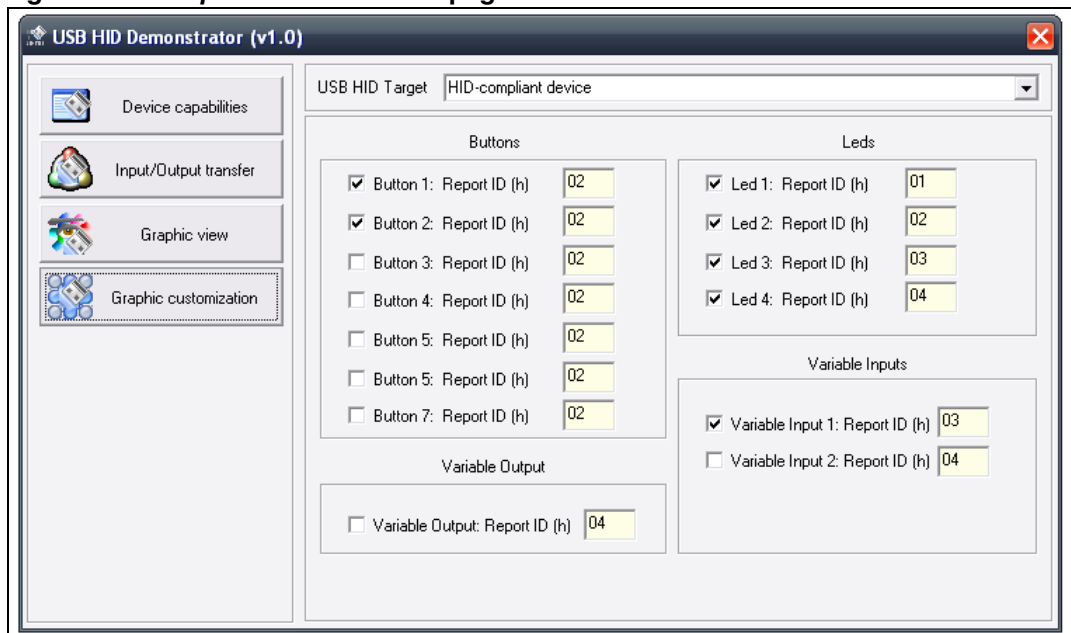 USB HID Demonstrator (v1.0)
USB HID Target HID-compliant device
Device capabilities
Input/Output transfer
Graphic view
Graphic customization
Buttons
Button 1: Report ID (h) 02
Button 2: Report ID (h) 02
Button 3: Report ID (h) 02
Button 4: Report ID (h) 02
Button 5: Report ID (h) 02
Button 5: Report ID (h) 02
Button 7: Report ID (h) 02
Variable Output
Variable Output: Report ID (h) 04
Leds
Led 1: Report ID (h) 01
Led 2: Report ID (h) 02
Led 3: Report ID (h) 03
Led 4: Report ID (h) 04
Variable Inputs
Variable Input 1: Report ID (h) 03
Variable Input 2: Report ID (h) 04